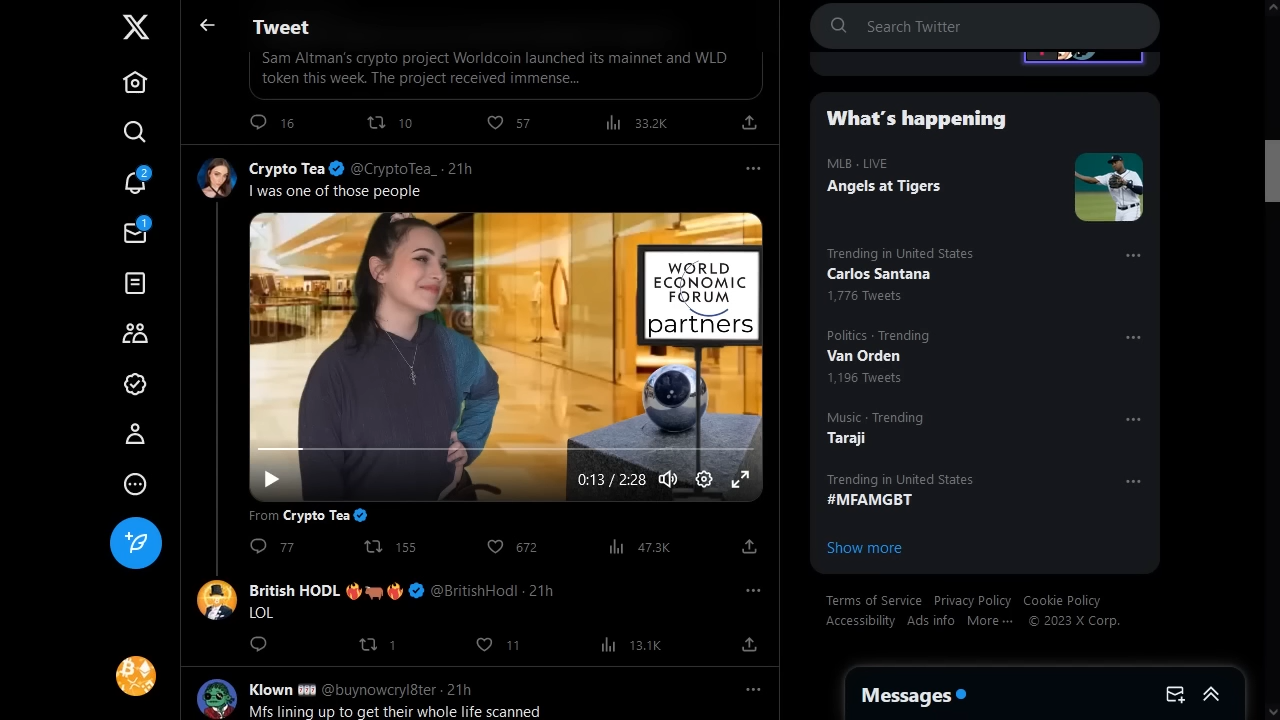 Tweet
Sam Altman's crypto project Worldcoin launched its mainnet and WLD
token this week. The project received immense...
16 10 57 33.2K
Crypto Tea @CryptoTea_ · 21h
I was one of those people
WORLD
ECONOMIC
FORUM
partners
0:13 / 2:28
From Crypto Tea
77 155 672 47.3K
British HODL @BritishHodl · 21h
LOL
1 11 13.1K
Klown @buynowcryl8ter · 21h
Mfs lining up to get their whole life scanned
2
1
Search Twitter
What's happening
MLB · LIVE
Angels at Tigers
Trending in United States
Carlos Santana
1,776 Tweets
Politics · Trending
Van Orden
1,196 Tweets
Music · Trending
Taraji
Trending in United States
#MFAMGBT
Show more
Terms of Service Privacy Policy Cookie Policy
Accessibility Ads info More ··· © 2023 X Corp.
Messages